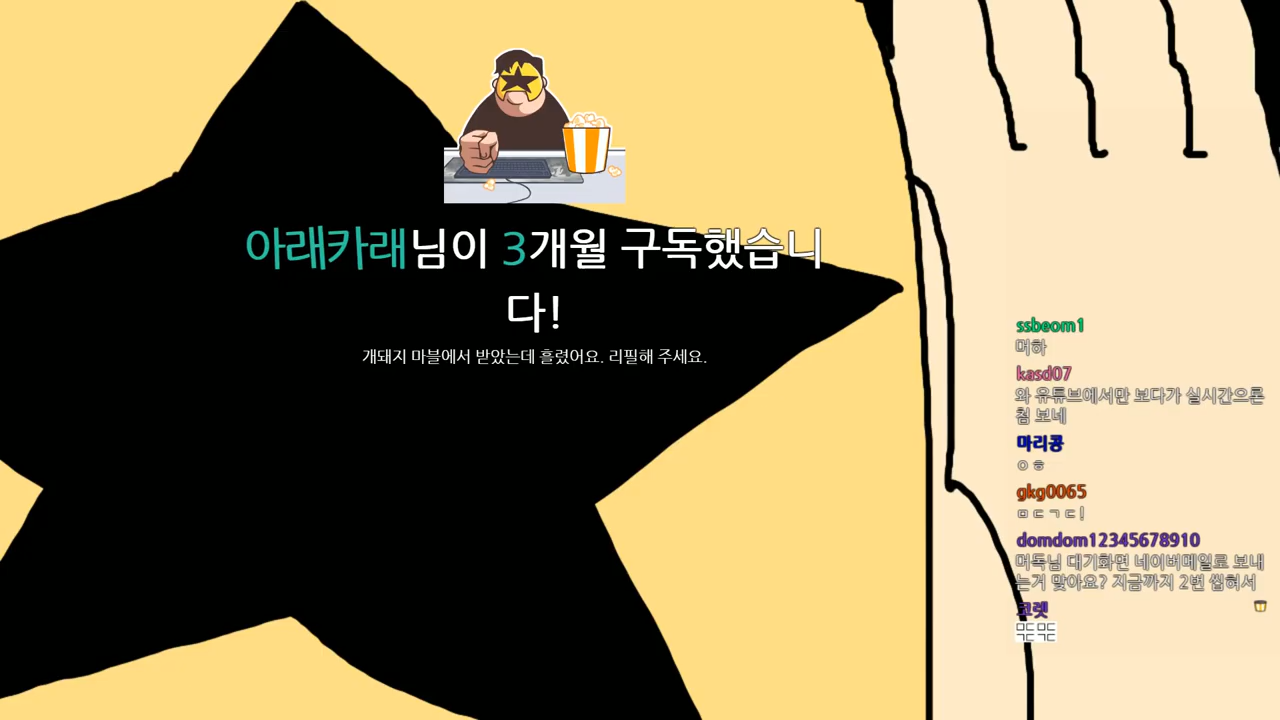 아래카래님이 3개월 구독했습니
다!
개돼지 마블에서 받았는데 흘렸어요. 리필해 주세요.
ssbeom1
머하
kasd07
와 유튜브에서만 보다가 실시간으론
첨 보네
마리콩
ㅇㅎ
gkg0065
ㅁㄷㄱㄷ!
domdom12345678910
머독님 대기화면 네이버메일로 보내
는거 맞아요? 지금까지 2번 씹혀서
코렛